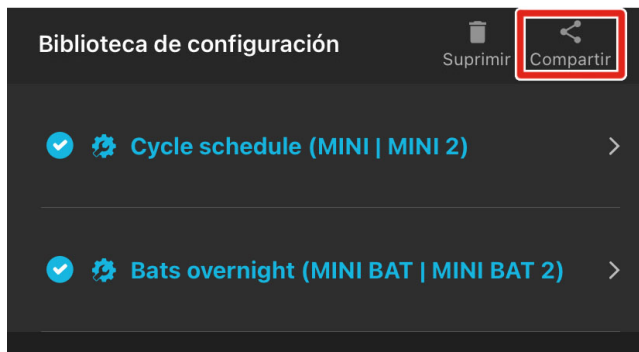 Biblioteca de configuración
Suprimir
Compartir
Cycle schedule (MINI | MINI 2)
Bats overnight (MINI BAT | MINI BAT 2)